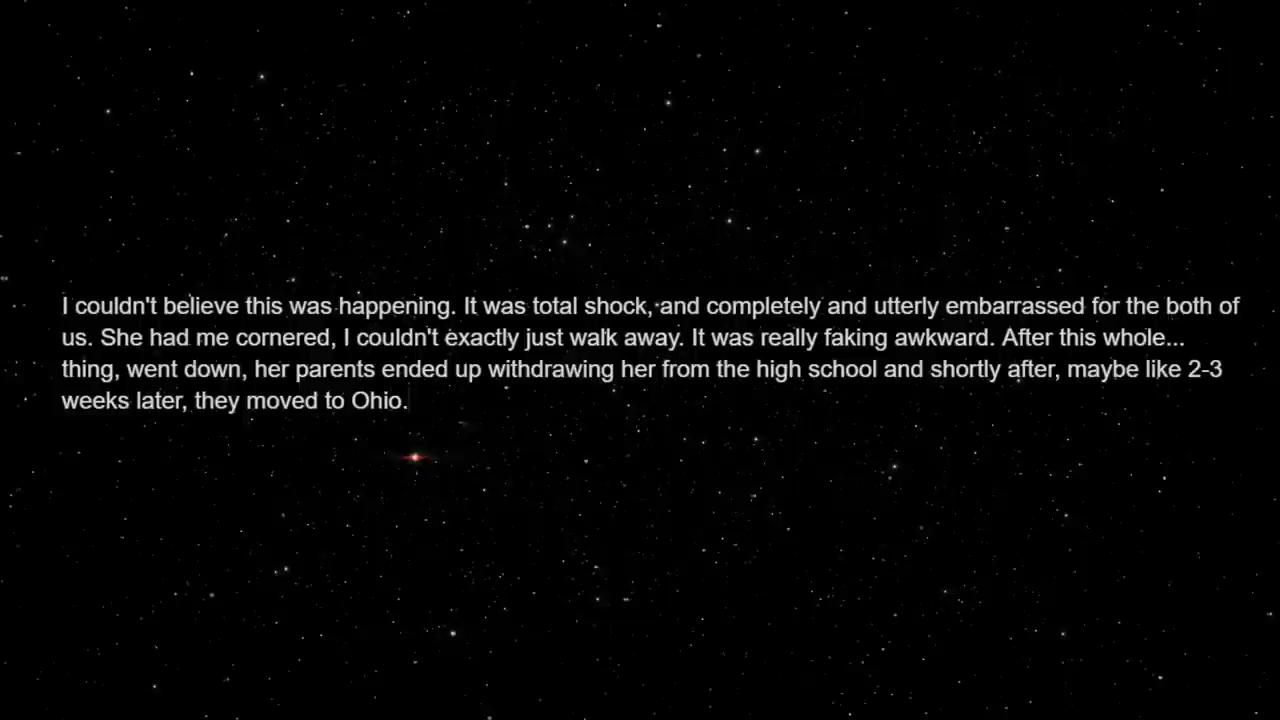 I couldn't believe this was happening. It was total shock, and completely and utterly embarrassed for the both of
us. She had me cornered, I couldn't exactly just walk away. It was really faking awkward. After this whole...
thing, went down, her parents ended up withdrawing her from the high school and shortly after, maybe like 2-3
weeks later, they moved to Ohio.